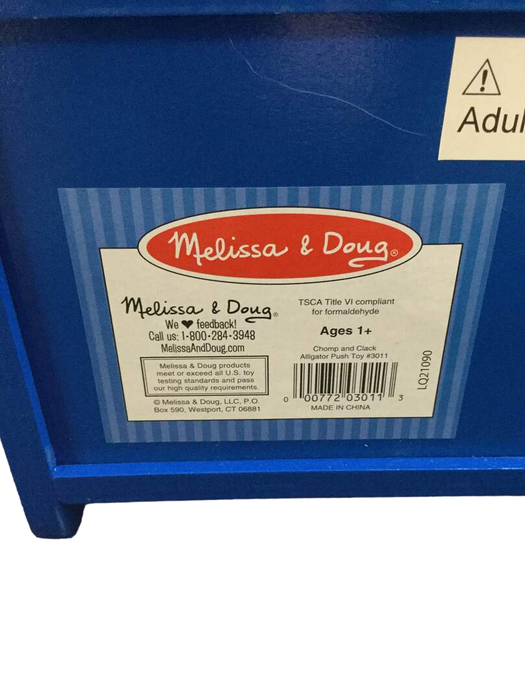 Melissa & Doug®
Melissa & Doug®
We ♥ feedback!
Call us: 1-800-284-3948
MelissaAndDoug.com
Melissa & Doug products
meet or exceed all U.S. toy
testing standards and pass
our high quality requirements.
© Melissa & Doug, LLC, P.O.
Box 590, Westport, CT 06881
TSCA Title VI compliant
for formaldehyde
Ages 1+
Chomp and Clack
Alligator Push Toy #3011
0 00772 03011 3
MADE IN CHINA
LQ21090
Adul